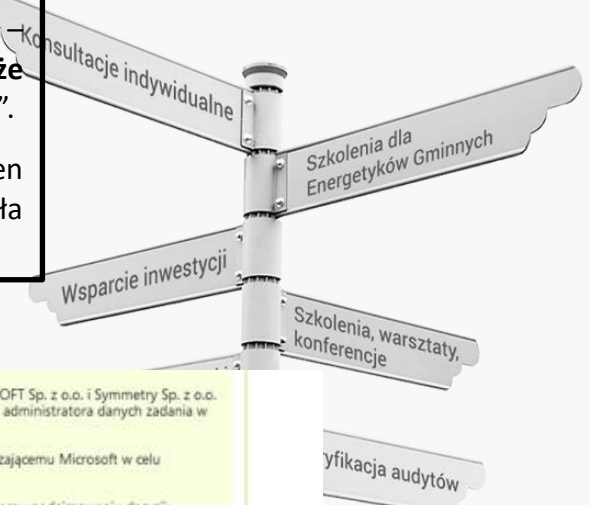 że
”.
Konsultacje indywidualne
Szkolenia dla
Energetyków Gminnych
en
ła
Wsparcie inwestycji
Szkolenia, warsztaty,
konferencje
OFT Sp. z o.o. i Symmetry Sp. z o.o.
administratora danych zadania w
zającemu Microsoft w celu
yfikacja audytów